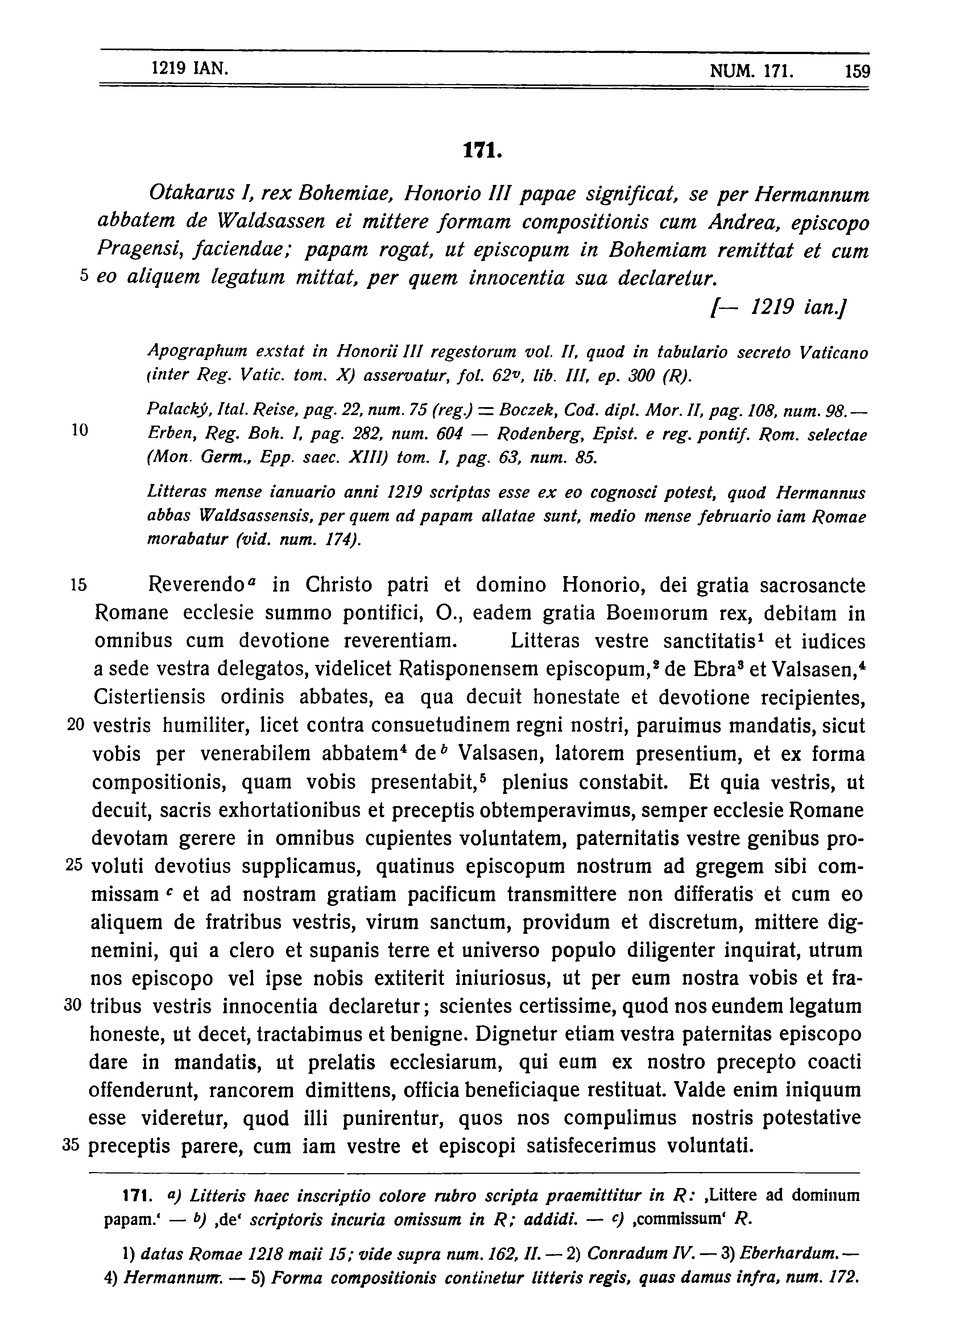 1219 IAN. NUM. 171. 159
171.
Otakarus I, rex Bohemiae, Honorio III papae significat, se per Hermannum
abbatem de Waldsassen ei mittere formam compositionis cum Andrea, episcopo
Pragensi, faciendae; papam rogat, ut episcopum in Bohemiam remittat et cum
5 eo aliquem legatum mittat, per quem innocentia sua declaretur.
[— 1219 ian.]
Apographum exstat in Honorii III regestorum vol. II, quod in tabulario secreto Vaticano
(inter Reg. Vatic. tom. X) asservatur, fol. 62ᵛ, lib. III, ep. 300 (R).
Palacký, Ital. Reise, pag. 22, num. 75 (reg.) = Boczek, Cod. dipl. Mor. II, pag. 108, num. 98. —
10 Erben, Reg. Boh. I, pag. 282, num. 604 — Rodenberg, Epist. e reg. pontif. Rom. selectae
(Mon. Germ., Epp. saec. XIII) tom. I, pag. 63, num. 85.
Litteras mense ianuario anni 1219 scriptas esse ex eo cognosci potest, quod Hermannus
abbas Waldsassensis, per quem ad papam allatae sunt, medio mense februario iam Romae
morabatur (vid. num. 174).
15 Reverendoᵃ in Christo patri et domino Honorio, dei gratia sacrosancte
Romane ecclesie summo pontifici, O., eadem gratia Boemorum rex, debitam in
omnibus cum devotione reverentiam. Litteras vestre sanctitatis¹ et iudices
a sede vestra delegatos, videlicet Ratisponensem episcopum,² de Ebra³ et Valsasen,⁴
Cistertiensis ordinis abbates, ea qua decuit honestate et devotione recipientes,
20 vestris humiliter, licet contra consuetudinem regni nostri, paruimus mandatis, sicut
vobis per venerabilem abbatem⁴ deᵇ Valsasen, latorem presentium, et ex forma
compositionis, quam vobis presentabit,⁵ plenius constabit. Et quia vestris, ut
decuit, sacris exhortationibus et preceptis obtemperavimus, semper ecclesie Romane
devotam gerere in omnibus cupientes voluntatem, paternitatis vestre genibus pro-
25 voluti devotius supplicamus, quatinus episcopum nostrum ad gregem sibi com-
missam ᶜ et ad nostram gratiam pacificum transmittere non differatis et cum eo
aliquem de fratribus vestris, virum sanctum, providum et discretum, mittere dig-
nemini, qui a clero et supanis terre et universo populo diligenter inquirat, utrum
nos episcopo vel ipse nobis extiterit iniuriosus, ut per eum nostra vobis et fra-
30 tribus vestris innocentia declaretur; scientes certissime, quod nos eundem legatum
honeste, ut decet, tractabimus et benigne. Dignetur etiam vestra paternitas episcopo
dare in mandatis, ut prelatis ecclesiarum, qui eum ex nostro precepto coacti
offenderunt, rancorem dimittens, officia beneficiaque restituat. Valde enim iniquum
esse videretur, quod illi punirentur, quos nos compulimus nostris potestative
35 preceptis parere, cum iam vestre et episcopi satisfecerimus voluntati.
171. ᵃ) Litteris haec inscriptio colore rubro scripta praemittitur in R: ‚Littere ad dominum
papam.‘ — ᵇ) ‚de‘ scriptoris incuria omissum in R; addidi. — ᶜ) ‚commissum‘ R.
1) datas Romae 1218 maii 15; vide supra num. 162, II. — 2) Conradum IV. — 3) Eberhardum. —
4) Hermannum. — 5) Forma compositionis continetur litteris regis, quas damus infra, num. 172.